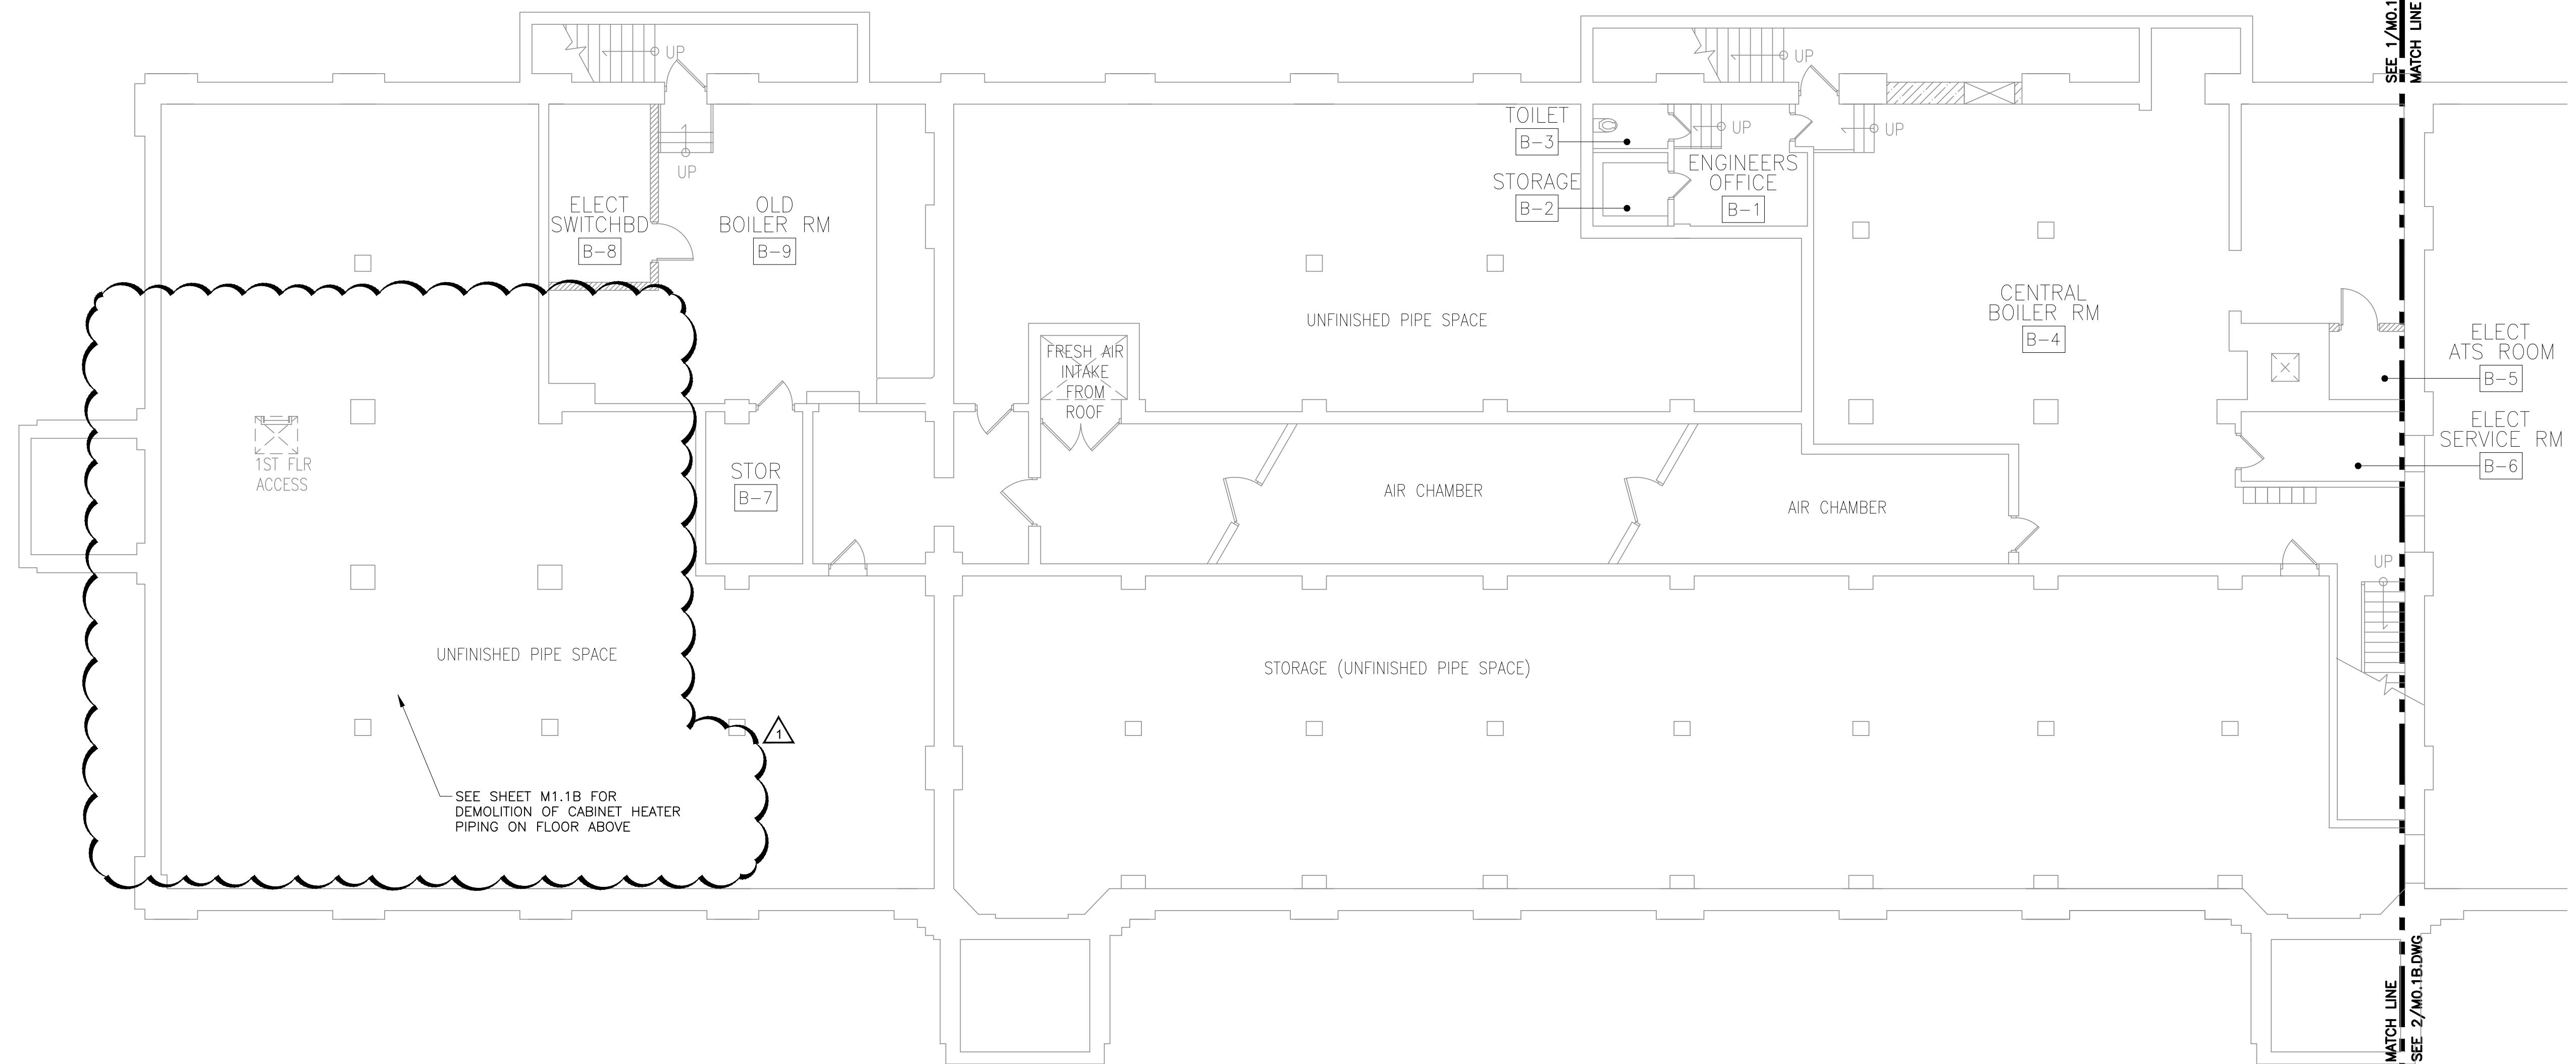 SEE 1/M0.1
MATCH LINE
UP
UP
UP
UP
UP
TOILET
B-3
STORAGE
B-2
ENGINEERS
OFFICE
B-1
ELECT
SWITCHBD
B-8
OLD
BOILER RM
B-9
CENTRAL
BOILER RM
B-4
UNFINISHED PIPE SPACE
FRESH AIR
INTAKE
FROM
ROOF
ELECT
ATS ROOM
B-5
ELECT
SERVICE RM
B-6
1ST FLR
ACCESS
STOR
B-7
AIR CHAMBER
AIR CHAMBER
UP
UNFINISHED PIPE SPACE
STORAGE (UNFINISHED PIPE SPACE)
1
SEE SHEET M1.1B FOR
DEMOLITION OF CABINET HEATER
PIPING ON FLOOR ABOVE
MATCH LINE
SEE 2/M0.1B.DWG